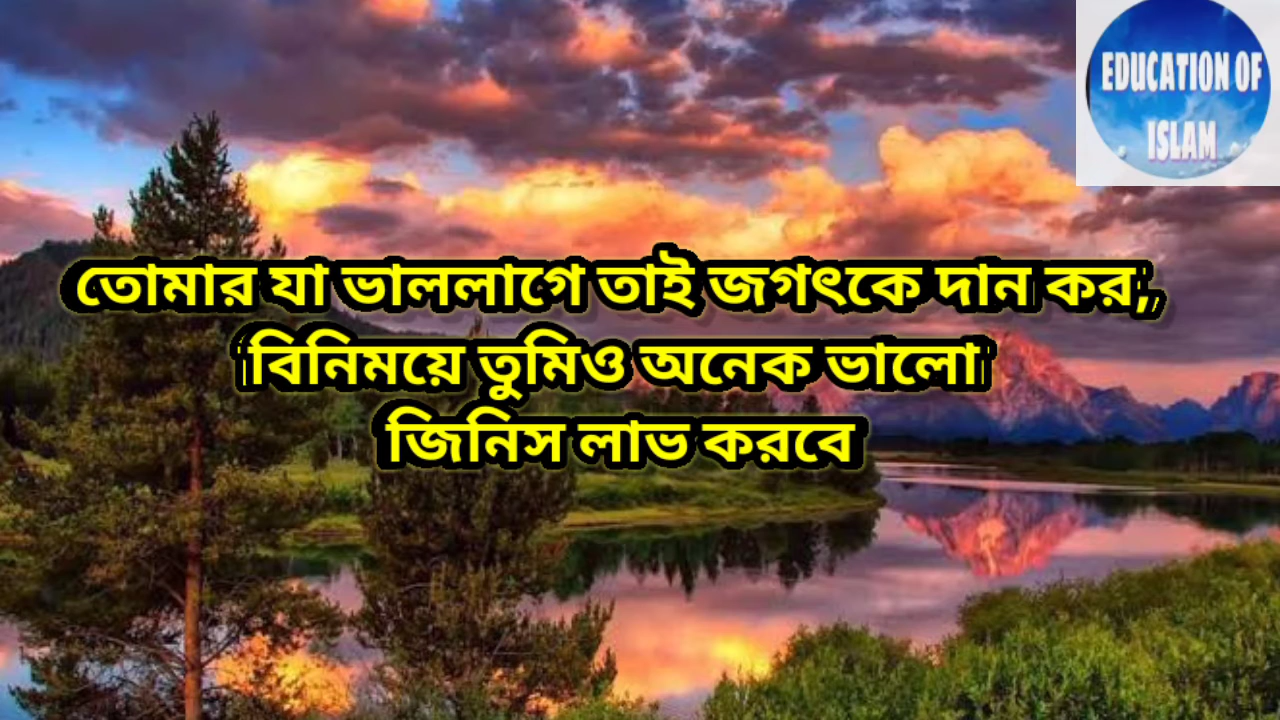 EDUCATION OF
ISLAM
তোমার যা ভাললাগে তাই জগৎকে দান কর,
বিনিময়ে তুমিও অনেক ভালো
জিনিস লাভ করবে